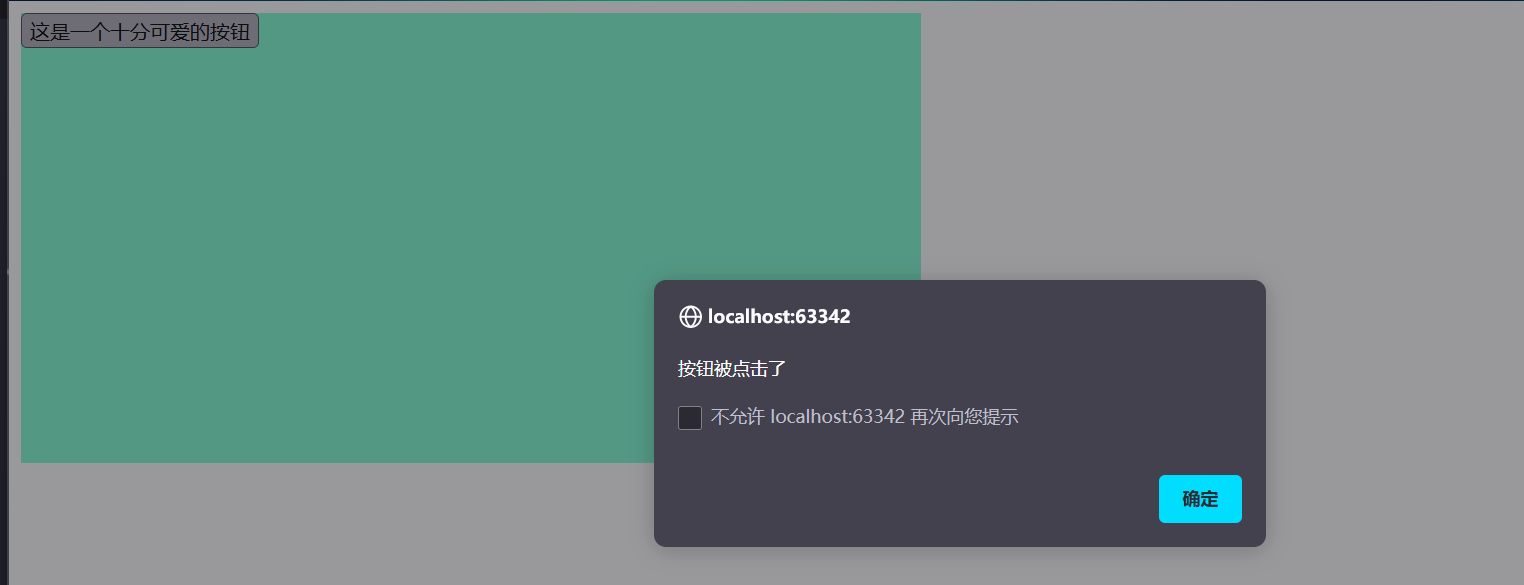 这是一个十分可爱的按钮
localhost:63342
按钮被点击了
不允许 localhost:63342 再次向您提示
确定